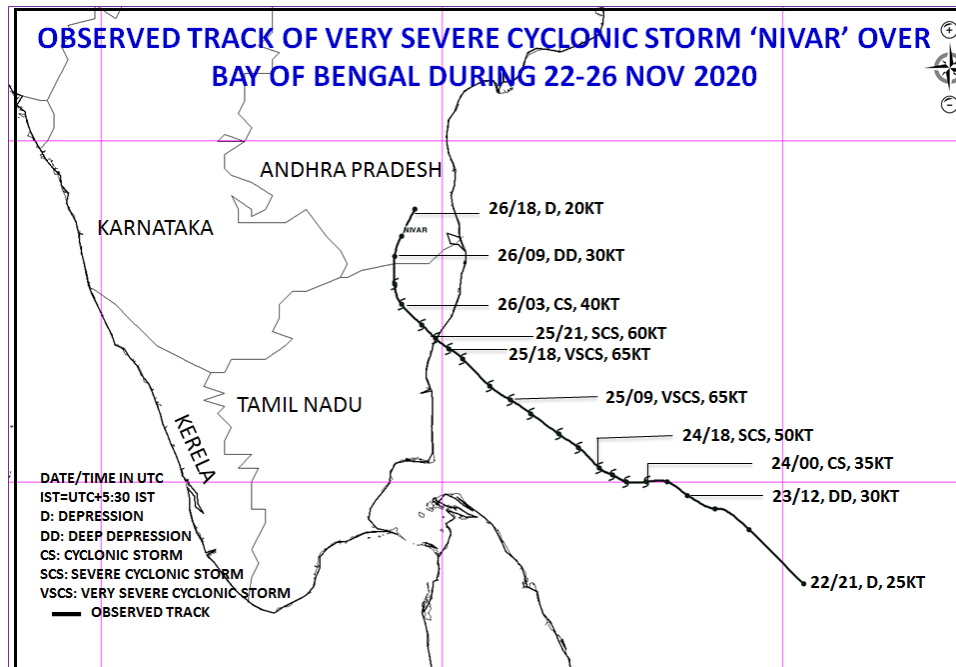 OBSERVED TRACK OF VERY SEVERE CYCLONIC STORM ‘NIVAR’ OVER
BAY OF BENGAL DURING 22-26 NOV 2020
ANDHRA PRADESH
KARNATAKA
26/18, D, 20KT
NIVAR
26/09, DD, 30KT
26/03, CS, 40KT
25/21, SCS, 60KT
25/18, VSCS, 65KT
25/09, VSCS, 65KT
TAMIL NADU
KERELA
24/18, SCS, 50KT
24/00, CS, 35KT
23/12, DD, 30KT
22/21, D, 25KT
DATE/TIME IN UTC
IST=UTC+5:30 IST
D: DEPRESSION
DD: DEEP DEPRESSION
CS: CYCLONIC STORM
SCS: SEVERE CYCLONIC STORM
VSCS: VERY SEVERE CYCLONIC STORM
OBSERVED TRACK